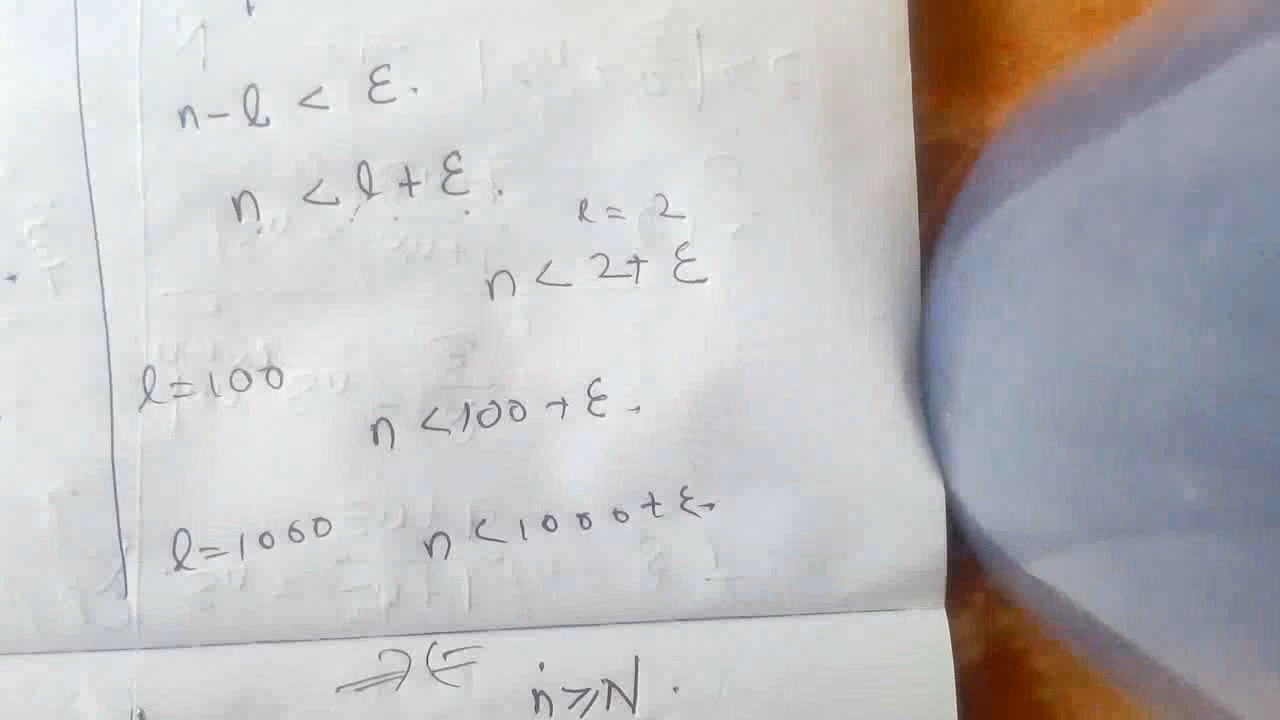 n-l < ε.
n < l + ε.
l = 2
n < 2+ ε
l=100
n <100 + ε.
l=1000 n <1000+ ε.
n ≥ N.